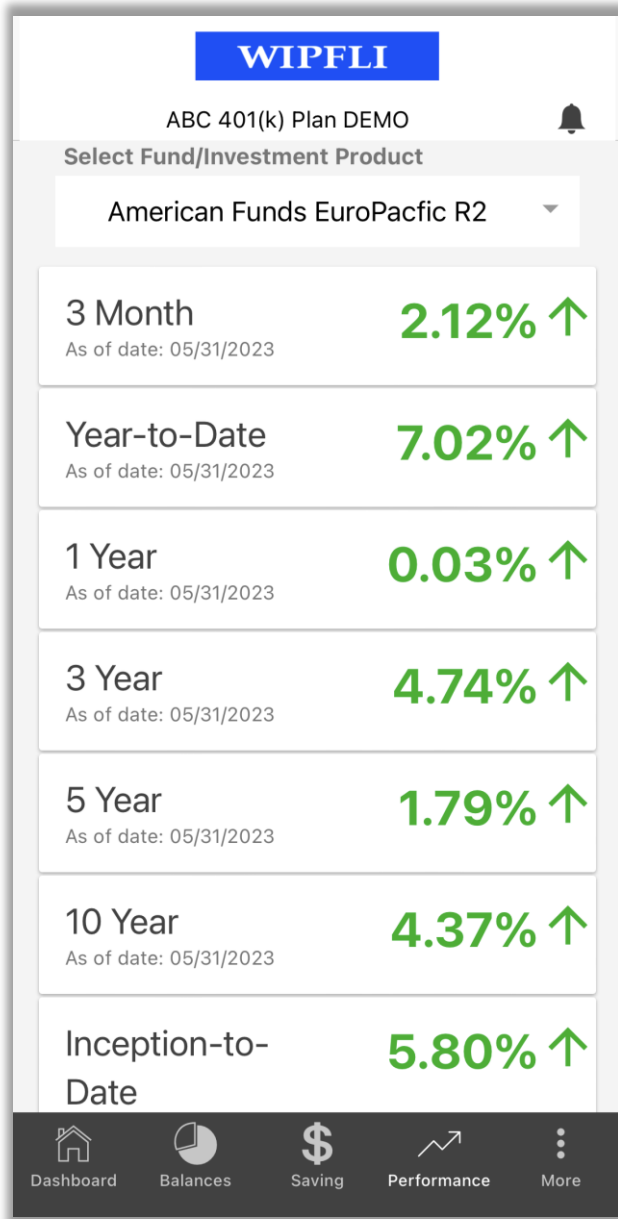 WIPFLI
ABC 401(k) Plan DEMO
Select Fund/Investment Product
American Funds EuroPacfic R2
3 Month
2.12%
As of date: 05/31/2023
Year-to-Date
7.02%
As of date: 05/31/2023
1 Year
0.03%
As of date: 05/31/2023
3 Year
4.74%
As of date: 05/31/2023
5 Year
1.79%
As of date: 05/31/2023
10 Year
4.37%
As of date: 05/31/2023
Inception-to-
Date
5.80%
Dashboard Balances Saving Performance More